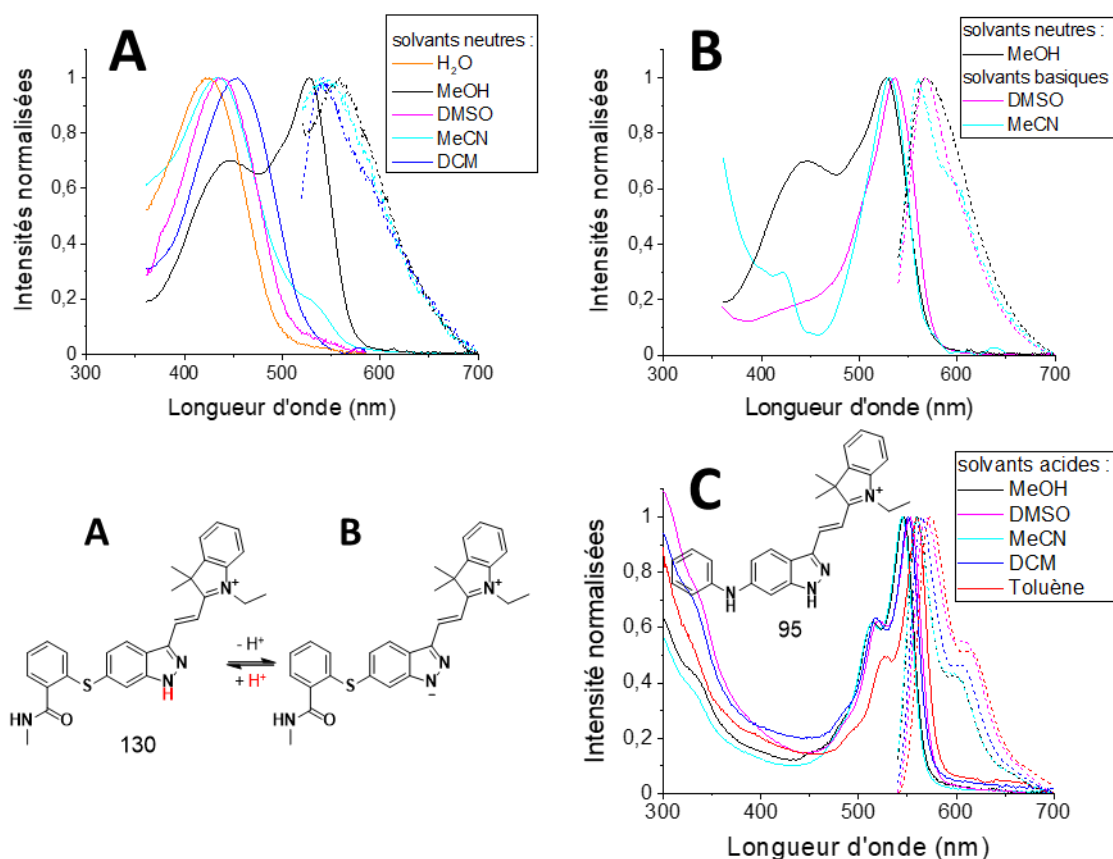 A
solvants neutres :
H₂O
MeOH
DMSO
MeCN
DCM
Intensités normalisées
1
0,8
0,6
0,4
0,2
0
300 400 500 600 700
Longueur d'onde (nm)
B
solvants neutres :
MeOH
solvants basiques
DMSO
MeCN
Intensités normalisées
1
0,8
0,6
0,4
0,2
0
300 400 500 600 700
Longueur d'onde (nm)
A
B
N⁺
N
N
H
S
HN
O
130
- H⁺
+ H⁺
N⁺
N
N⁻
S
HN
O
C
solvants acides :
MeOH
DMSO
MeCN
DCM
Toluène
N⁺
N
NH
NH
95
Intensité normalisées
1
0,8
0,6
0,4
0,2
0
300 400 500 600 700
Longueur d'onde (nm)